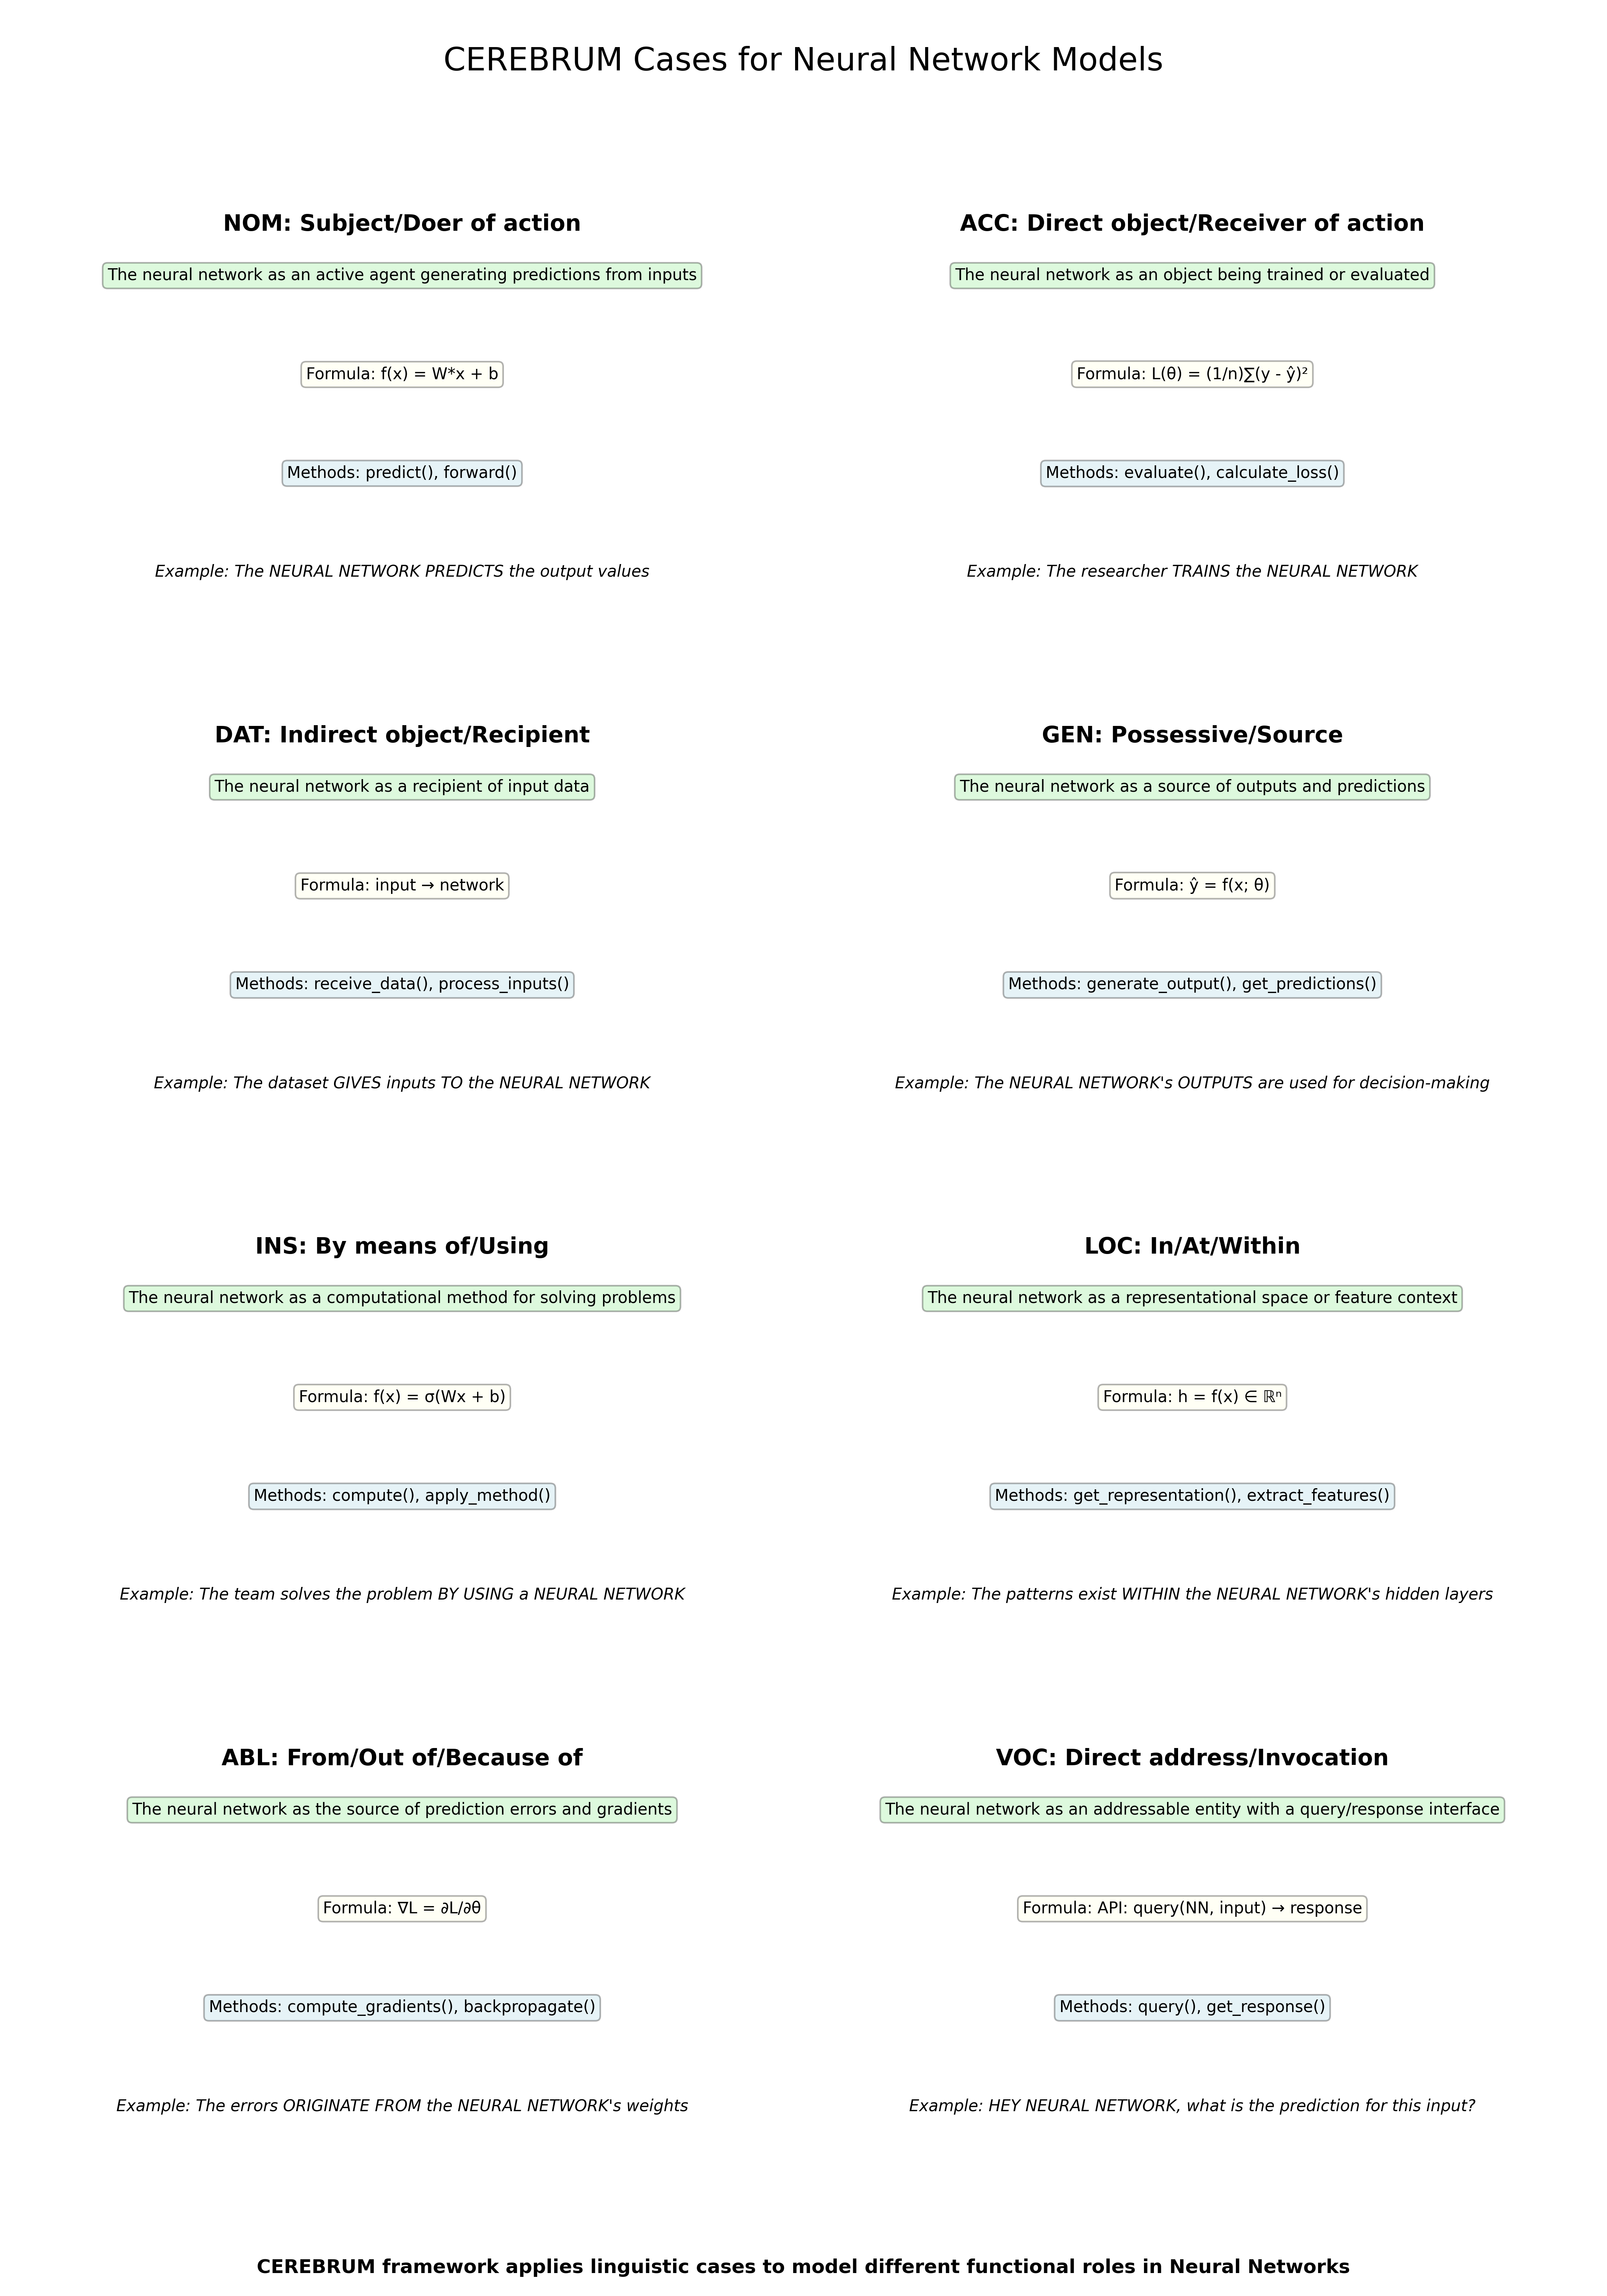 CEREBRUM Cases for Neural Network Models
NOM: Subject/Doer of action
The neural network as an active agent generating predictions from inputs
Formula: f(x) = W*x + b
Methods: predict(), forward()
Example: The NEURAL NETWORK PREDICTS the output values
ACC: Direct object/Receiver of action
The neural network as an object being trained or evaluated
Formula: L(θ) = (1/n)∑(y - ŷ)²
Methods: evaluate(), calculate_loss()
Example: The researcher TRAINS the NEURAL NETWORK
DAT: Indirect object/Recipient
The neural network as a recipient of input data
Formula: input → network
Methods: receive_data(), process_inputs()
Example: The dataset GIVES inputs TO the NEURAL NETWORK
GEN: Possessive/Source
The neural network as a source of outputs and predictions
Formula: ŷ = f(x; θ)
Methods: generate_output(), get_predictions()
Example: The NEURAL NETWORK's OUTPUTS are used for decision-making
INS: By means of/Using
The neural network as a computational method for solving problems
Formula: f(x) = σ(Wx + b)
Methods: compute(), apply_method()
Example: The team solves the problem BY USING a NEURAL NETWORK
LOC: In/At/Within
The neural network as a representational space or feature context
Formula: h = f(x) ∈ ℝⁿ
Methods: get_representation(), extract_features()
Example: The patterns exist WITHIN the NEURAL NETWORK's hidden layers
ABL: From/Out of/Because of
The neural network as the source of prediction errors and gradients
Formula: ∇L = ∂L/∂θ
Methods: compute_gradients(), backpropagate()
Example: The errors ORIGINATE FROM the NEURAL NETWORK's weights
VOC: Direct address/Invocation
The neural network as an addressable entity with a query/response interface
Formula: API: query(NN, input) → response
Methods: query(), get_response()
Example: HEY NEURAL NETWORK, what is the prediction for this input?
CEREBRUM framework applies linguistic cases to model different functional roles in Neural Networks